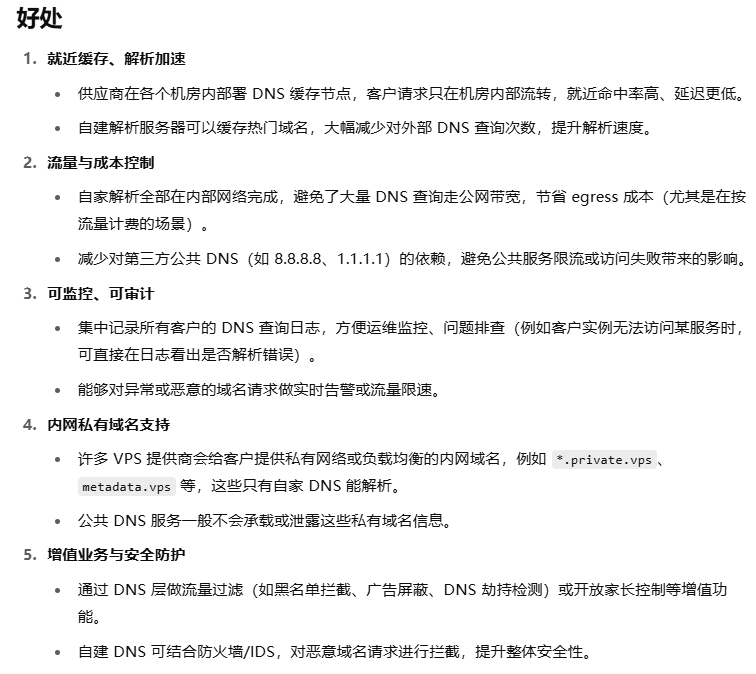 好处
1. 就近缓存、解析加速
• 供应商在各个机房内部署 DNS 缓存节点，客户请求只在机房内部流转，就近命中率高、延迟更低。
• 自建解析服务器可以缓存热门域名，大幅减少对外部 DNS 查询次数，提升解析速度。
2. 流量与成本控制
• 自家解析全部在内部网络完成，避免了大量 DNS 查询走公网带宽，节省 egress 成本（尤其是在按
流量计费的场景）。
• 减少对第三方公共 DNS（如 8.8.8.8、1.1.1.1）的依赖，避免公共服务限流或访问失败带来的影响。
3. 可监控、可审计
• 集中记录所有客户的 DNS 查询日志，方便运维监控、问题排查（例如客户实例无法访问某服务时，
可直接在日志看出是否解析错误）。
• 能够对异常或恶意的域名请求做实时告警或流量限速。
4. 内网私有域名支持
• 许多 VPS 提供商会给客户提供私有网络或负载均衡的内网域名，例如 *.private.vps、
metadata.vps 等，这些只有自家 DNS 能解析。
• 公共 DNS 服务一般不会承载或泄露这些私有域名信息。
5. 增值业务与安全防护
• 通过 DNS 层做流量过滤（如黑名单拦截、广告屏蔽、DNS 劫持检测）或开放家长控制等增值功
能。
• 自建 DNS 可结合防火墙/IDS，对恶意域名请求进行拦截，提升整体安全性。